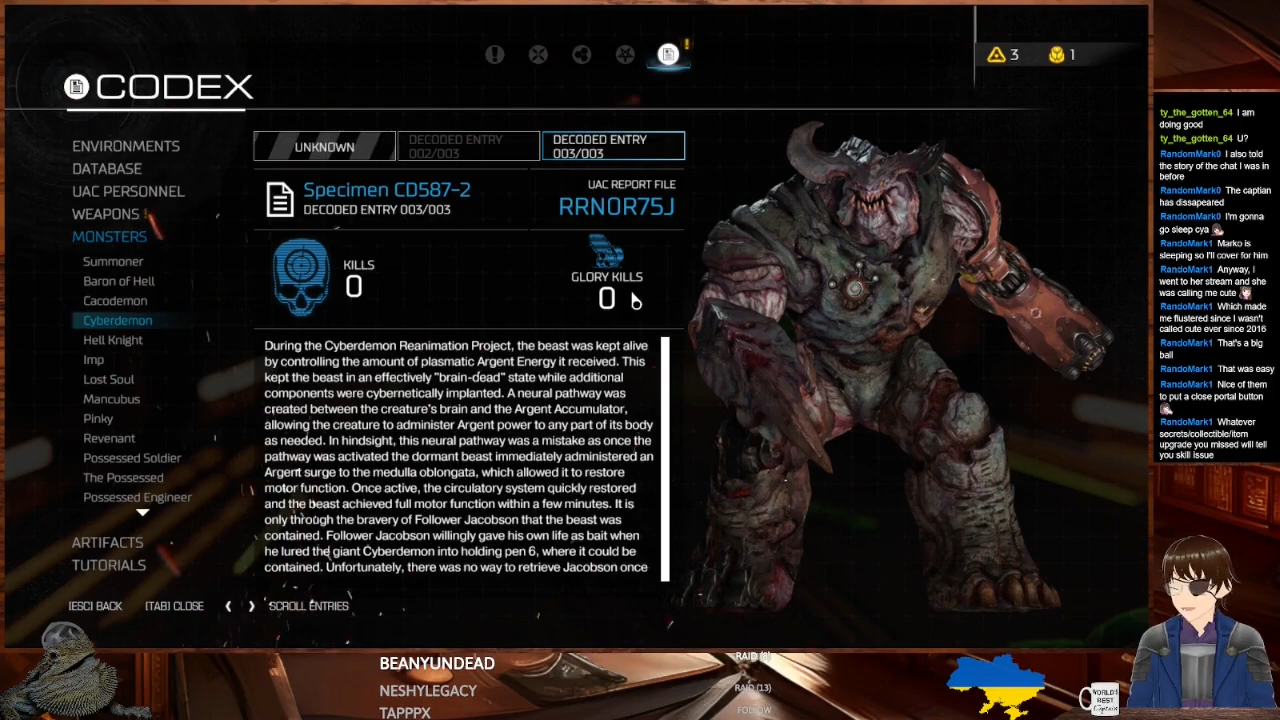 CODEX
3
1
ENVIRONMENTS
DATABASE
UAC PERSONNEL
WEAPONS !
MONSTERS
Summoner
Baron of Hell
Cacodemon
Cyberdemon
Hell Knight
Imp
Lost Soul
Mancubus
Pinky
Revenant
Possessed Soldier
The Possessed
Possessed Engineer
ARTIFACTS
TUTORIALS
[ESC] BACK
[TAB] CLOSE
SCROLL ENTRIES
UNKNOWN
DECODED ENTRY
002/003
DECODED ENTRY
003/003
Specimen CD587-2
DECODED ENTRY 003/003
UAC REPORT FILE
RRN0R75J
KILLS
0
GLORY KILLS
0
During the Cyberdemon Reanimation Project, the beast was kept alive
by controlling the amount of plasmatic Argent Energy it received. This
kept the beast in an effectively "brain-dead" state while additional
components were cybernetically implanted. A neural pathway was
created between the creature's brain and the Argent Accumulator,
allowing the creature to administer Argent power to any part of its body
as needed. In hindsight, this neural pathway was a mistake as once the
pathway was activated the dormant beast immediately administered an
Argent surge to the medulla oblongata, which allowed it to restore
motor function. Once active, the circulatory system quickly restored
and the beast achieved full motor function within a few minutes. It is
only through the bravery of Follower Jacobson that the beast was
contained. Follower Jacobson willingly gave his own life as bait when
he lured the giant Cyberdemon into holding pen 6, where it could be
contained. Unfortunately, there was no way to retrieve Jacobson once
ty_the_gotten_64 I am
doing good
ty_the_gotten_64 U?
RandomMark0 I also told
the story of the chat I was in
before
RandomMark0 The captian
has dissapeared
RandomMark0 I'm gonna
go sleep cya
RandoMark1 Marko is
sleeping so I'll cover for him
RandoMark1 Anyway, i
went to her stream and she
was calling me cute
RandoMark1 Which made
me flustered since I wasn't
called cute ever since 2016
RandoMark1 That's a big
ball
RandoMark1 That was easy
RandoMark1 Nice of them
to put a close portal button
RandoMark1 Whatever
secrets/collectible/item
upgrade you missed will tell
you skill issue
BEANYUNDEAD
NESHYLEGACY
TAPPPX
RAID (8)
RAID (13)
FOLLOW
WORLD'S
BEST
Captain